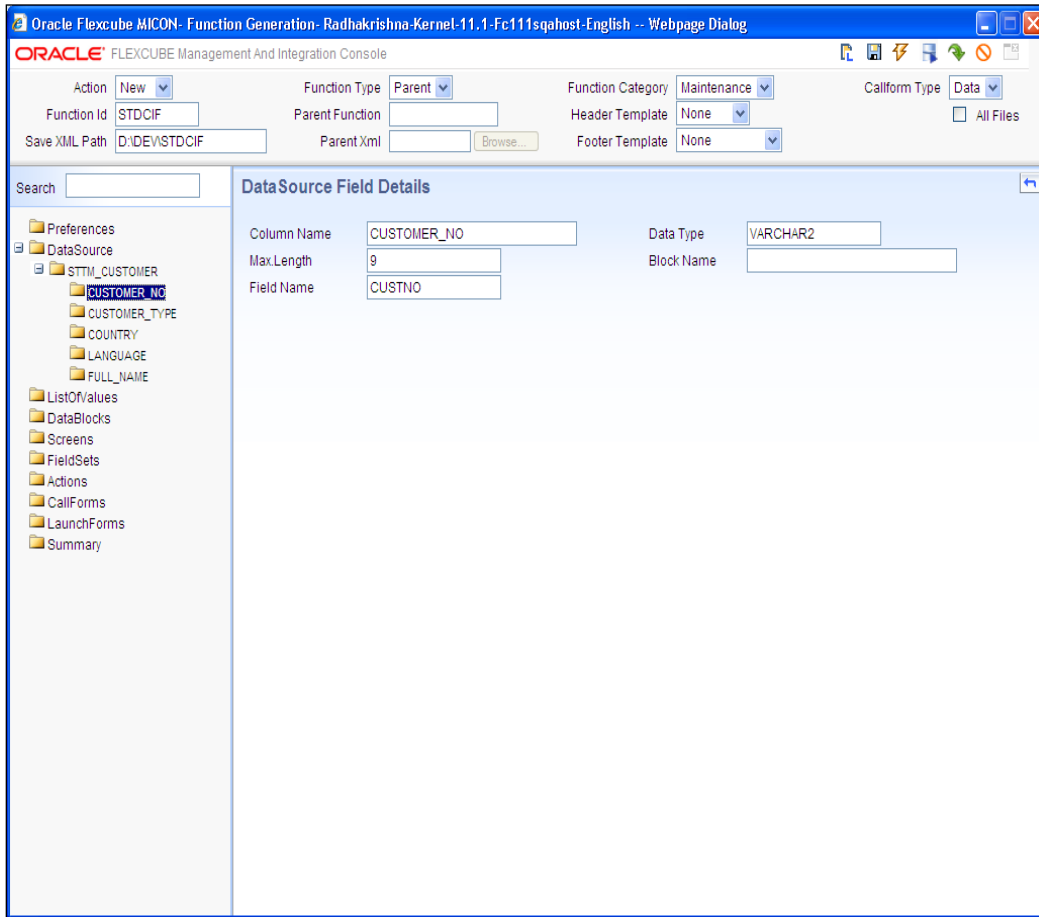 Oracle Flexcube MICON- Function Generation- Radhakrishna-Kernel-11.1-Fc111sqahost-English -- Webpage Dialog
ORACLE' FLEXCUBE Management And Integration Console
Action New Function Type Parent Function Category Maintenance Callform Type Data
Function Id STDCIF Parent Function Header Template None All Files
Save XML Path D:\DEV\STDCIF Parent Xml Browse... Footer Template None
Search
DataSource Field Details
Preferences
DataSource
STTM_CUSTOMER
CUSTOMER_NO
CUSTOMER_TYPE
COUNTRY
LANGUAGE
FULL_NAME
ListOfValues
DataBlocks
Screens
FieldSets
Actions
CallForms
LaunchForms
Summary
Column Name CUSTOMER_NO Data Type VARCHAR2
Max.Length 9 Block Name
Field Name CUSTNO